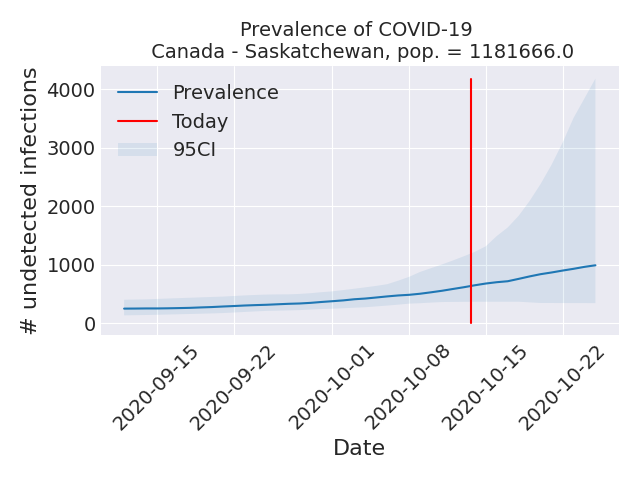 Prevalence of COVID-19
Canada - Saskatchewan, pop. = 1181666.0
# undetected infections
4000
3000
2000
1000
0
Prevalence
Today
95CI
2020-09-15
2020-09-22
2020-10-01
2020-10-08
2020-10-15
2020-10-22
Date